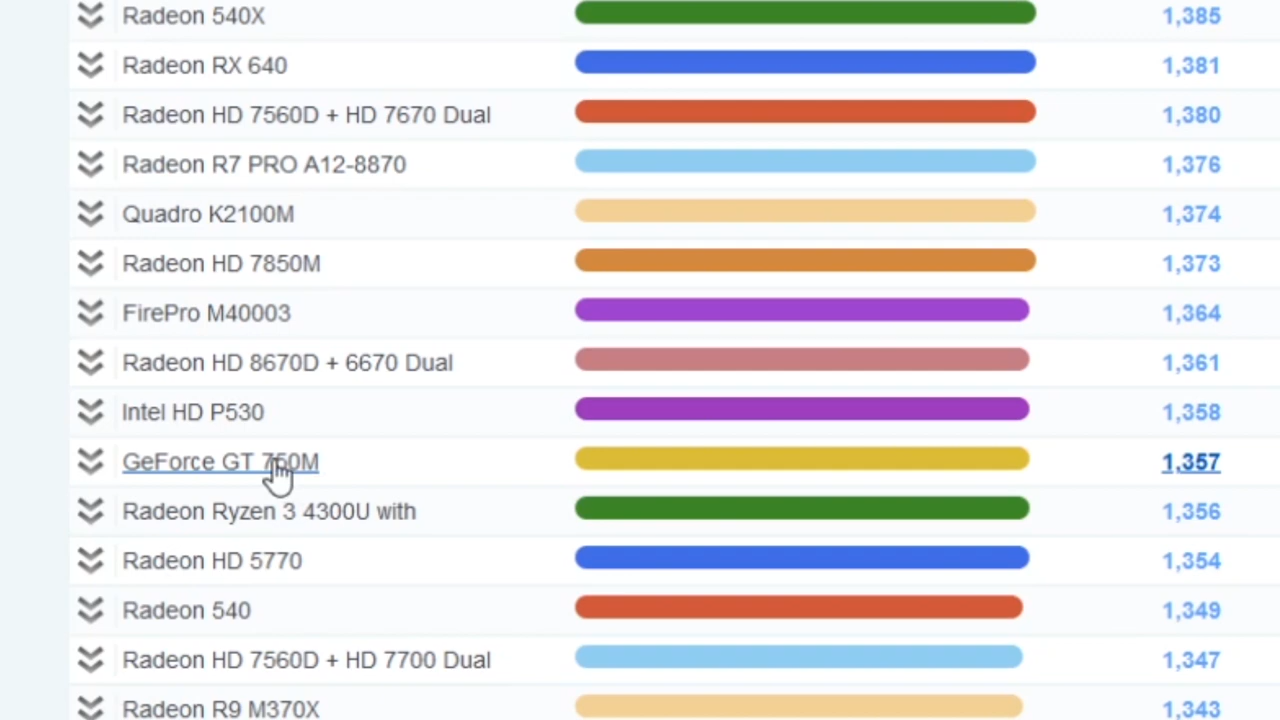 Radeon 540X 1,385
Radeon RX 640 1,381
Radeon HD 7560D + HD 7670 Dual 1,380
Radeon R7 PRO A12-8870 1,376
Quadro K2100M 1,374
Radeon HD 7850M 1,373
FirePro M40003 1,364
Radeon HD 8670D + 6670 Dual 1,361
Intel HD P530 1,358
GeForce GT 750M 1,357
Radeon Ryzen 3 4300U with 1,356
Radeon HD 5770 1,354
Radeon 540 1,349
Radeon HD 7560D + HD 7700 Dual 1,347
Radeon R9 M370X 1,343